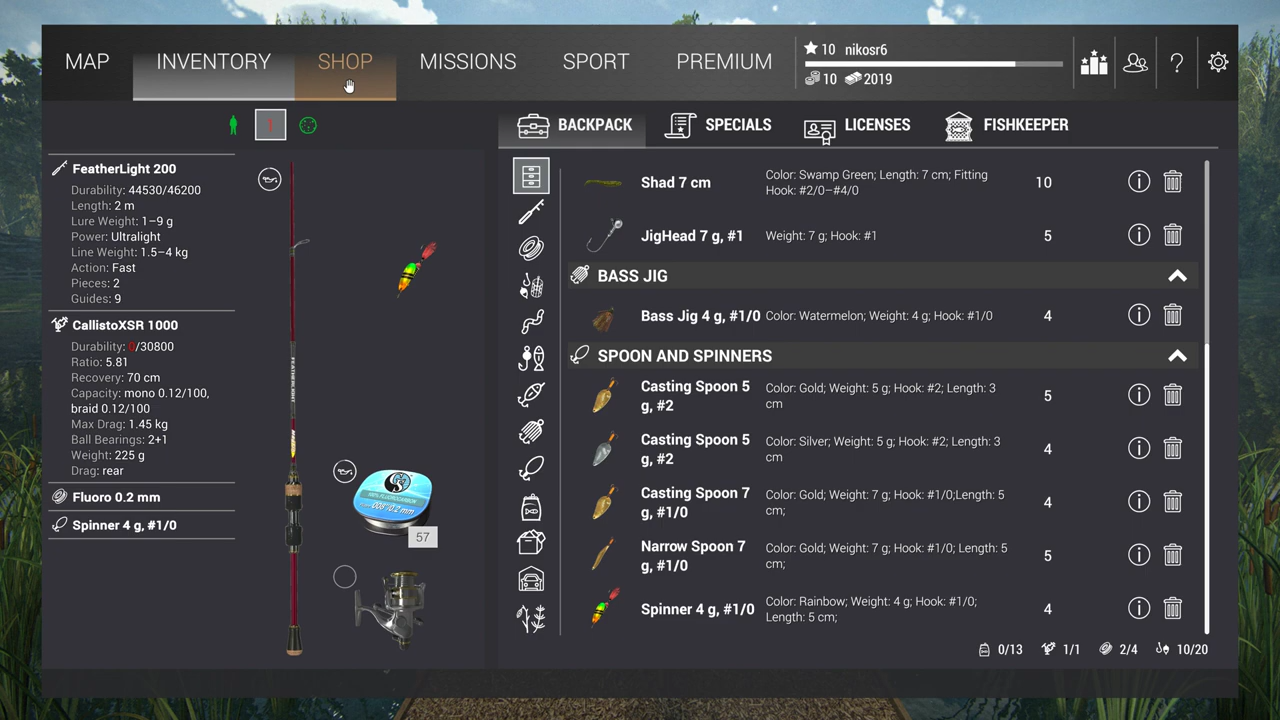 MAP
INVENTORY
SHOP
MISSIONS
SPORT
PREMIUM
10 nikosr6
10 2019
?
BACKPACK
SPECIALS
LICENSES
FISHKEEPER
FeatherLight 200
Durability: 44530/46200
Length: 2 m
Lure Weight: 1–9 g
Power: Ultralight
Line Weight: 1.5–4 kg
Action: Fast
Pieces: 2
Guides: 9
CallistoXSR 1000
Durability: 0/30800
Ratio: 5.81
Recovery: 70 cm
Capacity: mono 0.12/100,
braid 0.12/100
Max Drag: 1.45 kg
Ball Bearings: 2+1
Weight: 225 g
Drag: rear
Fluoro 0.2 mm
Spinner 4 g, #1/0
FEATHERLIGHT
100% FLUOROCARBON
.008" 0.2 mm
57
Shad 7 cm
Color: Swamp Green; Length: 7 cm; Fitting
Hook: #2/0–#4/0
10
JigHead 7 g, #1
Weight: 7 g; Hook: #1
5
BASS JIG
Bass Jig 4 g, #1/0
Color: Watermelon; Weight: 4 g; Hook: #1/0
4
SPOON AND SPINNERS
Casting Spoon 5
g, #2
Color: Gold; Weight: 5 g; Hook: #2; Length: 3
cm
5
Casting Spoon 5
g, #2
Color: Silver; Weight: 5 g; Hook: #2; Length: 3
cm
4
Casting Spoon 7
g, #1/0
Color: Gold; Weight: 7 g; Hook: #1/0;Length: 5
cm;
4
Narrow Spoon 7
g, #1/0
Color: Gold; Weight: 7 g; Hook: #1/0; Length: 5
cm;
5
Spinner 4 g, #1/0
Color: Rainbow; Weight: 4 g; Hook: #1/0;
Length: 5 cm;
4
0/13
1/1
2/4
10/20